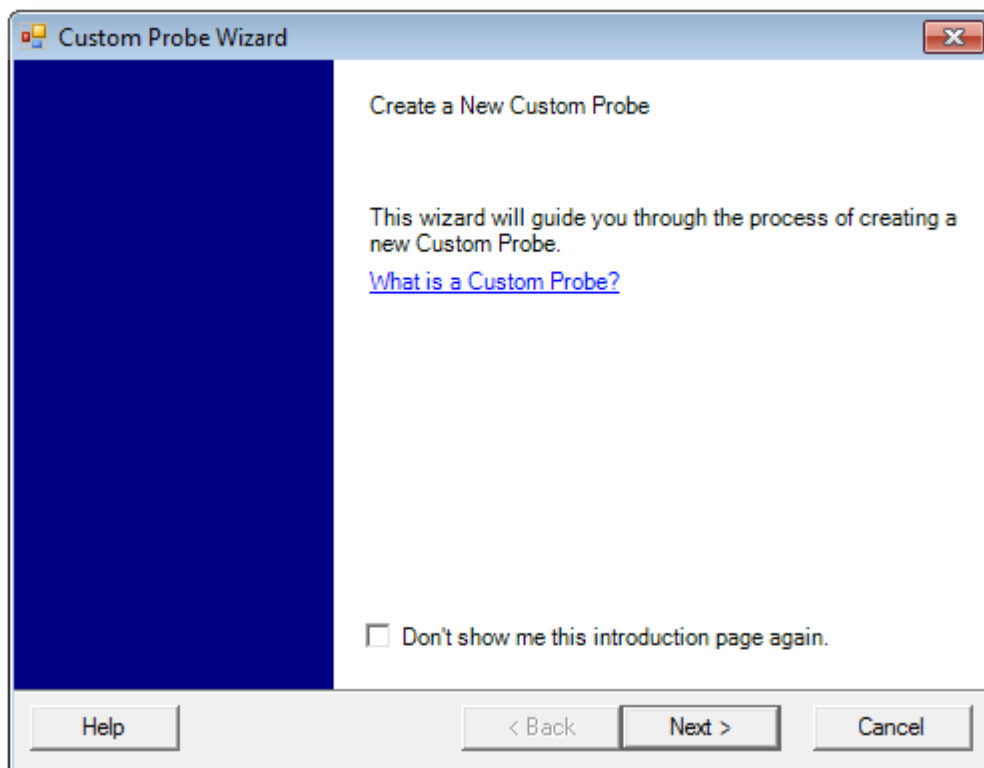 Custom Probe Wizard
Create a New Custom Probe
This wizard will guide you through the process of creating a
new Custom Probe.
What is a Custom Probe?
Don't show me this introduction page again.
Help
< Back
Next >
Cancel